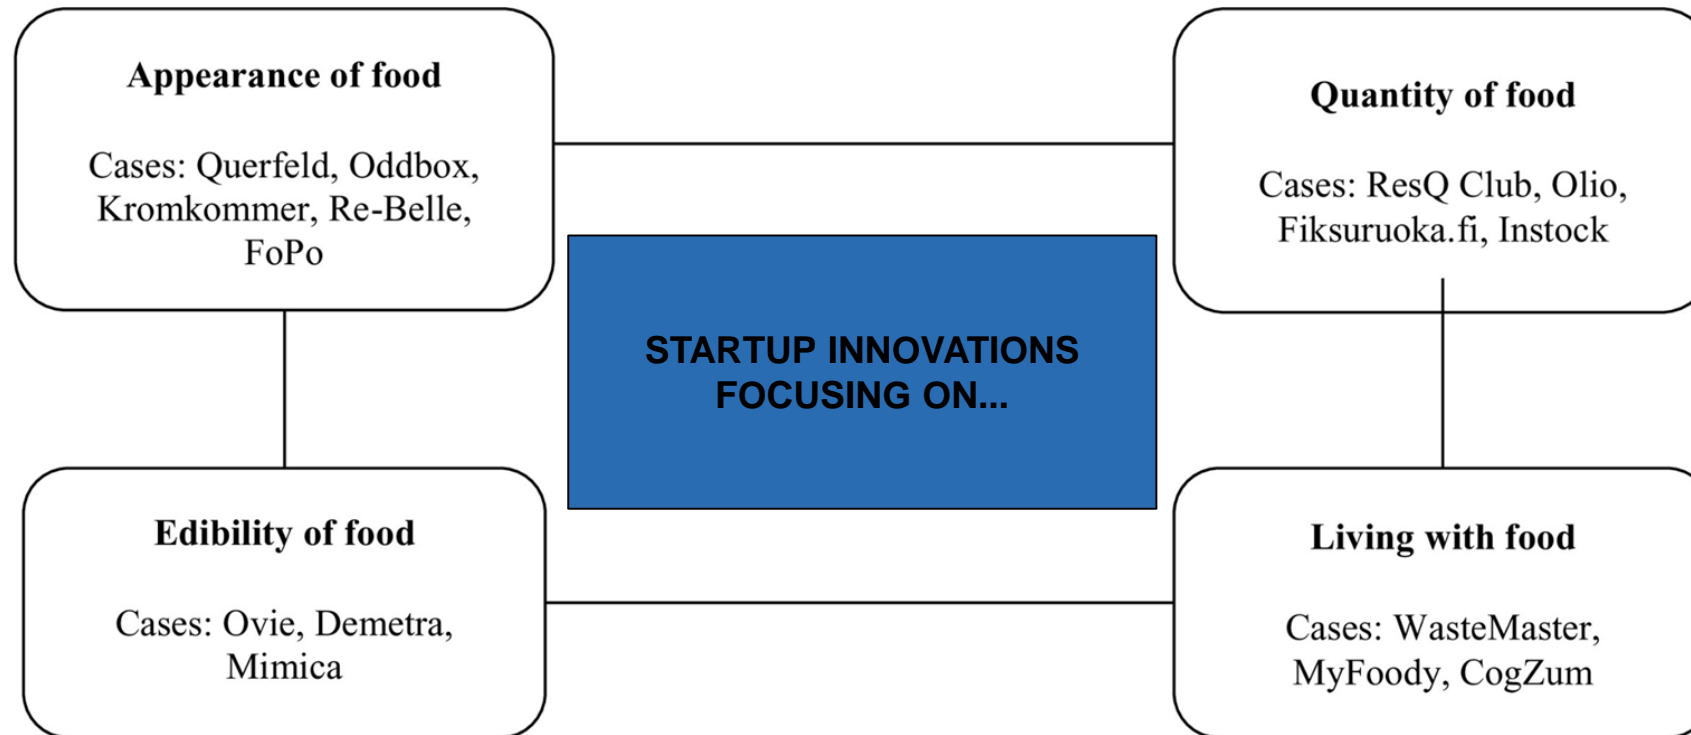 Appearance of food
Cases: Querfeld, Oddbox,
Kromkommer, Re-Belle,
FoPo
Quantity of food
Cases: ResQ Club, Olio,
Fiksuruoka.fi, Instock
STARTUP INNOVATIONS
FOCUSING ON...
Edibility of food
Cases: Ovie, Demetra,
Mimica
Living with food
Cases: WasteMaster,
MyFoody, CogZum